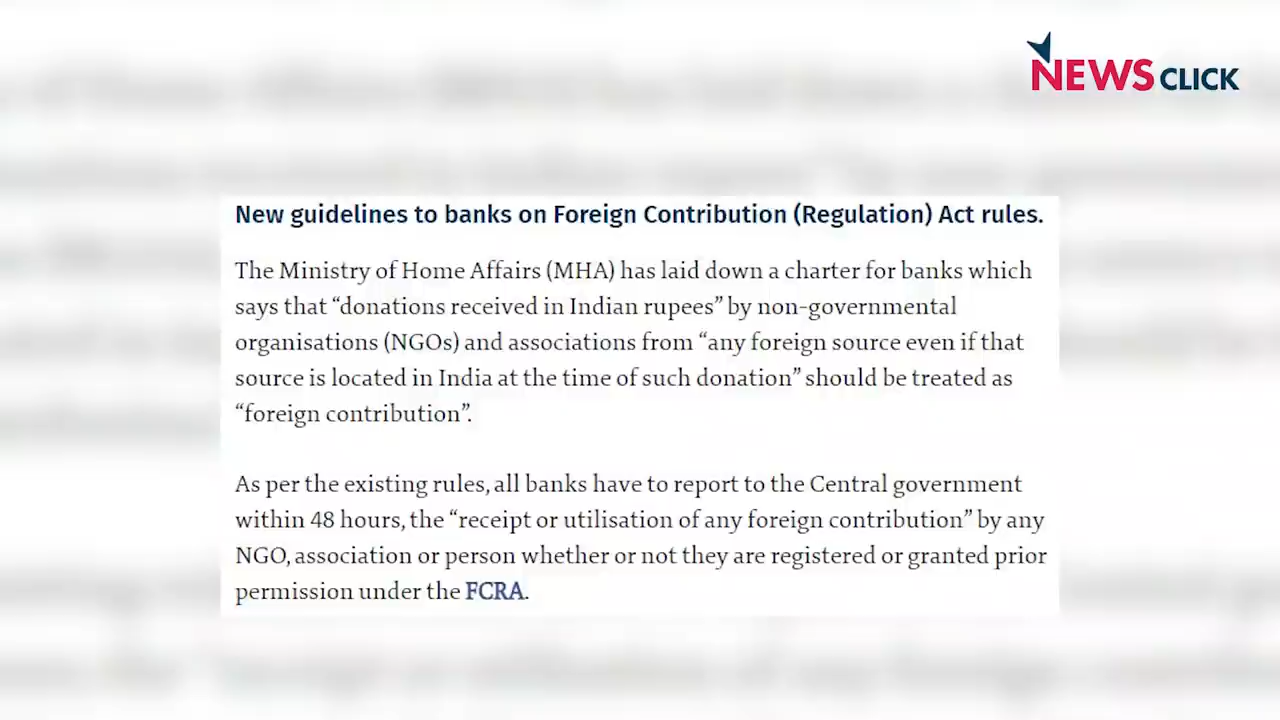 NEWS CLICK
New guidelines to banks on Foreign Contribution (Regulation) Act rules.
The Ministry of Home Affairs (MHA) has laid down a charter for banks which
says that “donations received in Indian rupees” by non-governmental
organisations (NGOs) and associations from “any foreign source even if that
source is located in India at the time of such donation” should be treated as
“foreign contribution”.
As per the existing rules, all banks have to report to the Central government
within 48 hours, the “receipt or utilisation of any foreign contribution” by any
NGO, association or person whether or not they are registered or granted prior
permission under the FCRA.